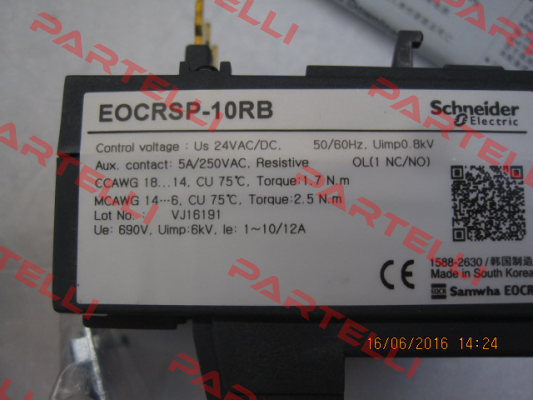 EOCRSP-10RB
Schneider
Electric
Control voltage : Us 24VAC/DC, 50/60Hz, Uimp0.8kV
Aux. contact: 5A/250VAC, Resistive OL(1 NC/NO)
CCAWG 18...14, CU 75℃, Torque:1.7 N.m
MCAWG 14...6, CU 75℃, Torque:2.5 N.m
Lot No. : VJ16191
Ue: 690V, Uimp:6kV, Ie: 1~10/12A
CE
1588-2630 /韩国制造
Made in South Korea
EOCR Samwha EOCR
16/06/2016 14:24
PARTELLI
PARTELLI
PARTELLI
PARTELLI